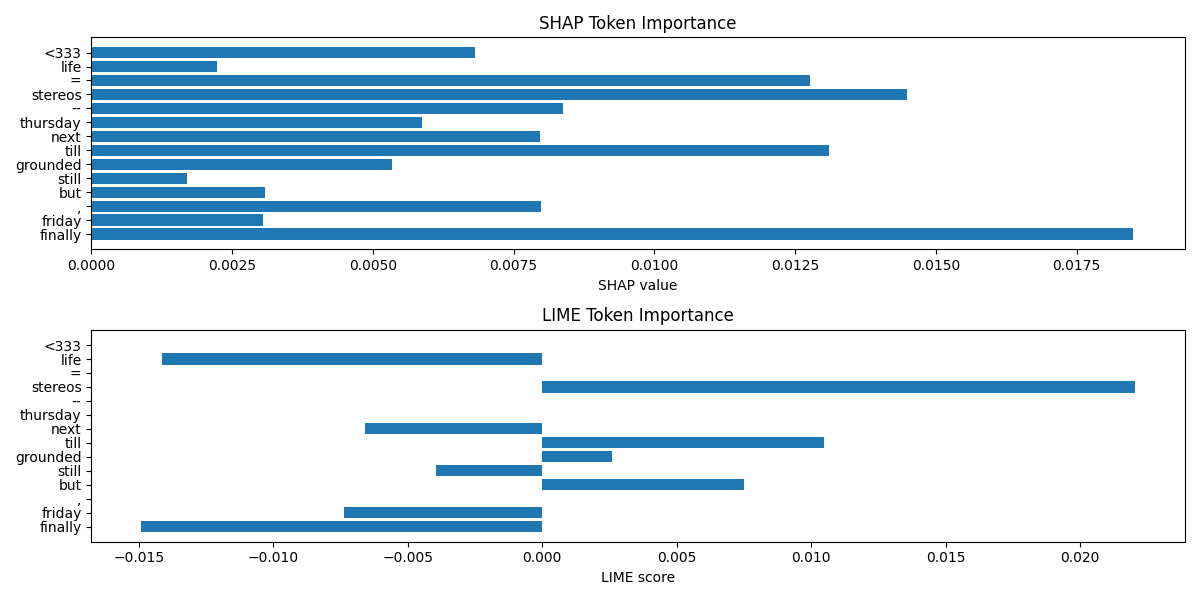 SHAP Token Importance
<333
life
=
stereos
--
thursday
next
till
grounded
still
but
,
friday
finally
0.0000 0.0025 0.0050 0.0075 0.0100 0.0125 0.0150 0.0175
SHAP value
LIME Token Importance
<333
life
=
stereos
--
thursday
next
till
grounded
still
but
,
friday
finally
−0.015 −0.010 −0.005 0.000 0.005 0.010 0.015 0.020
LIME score